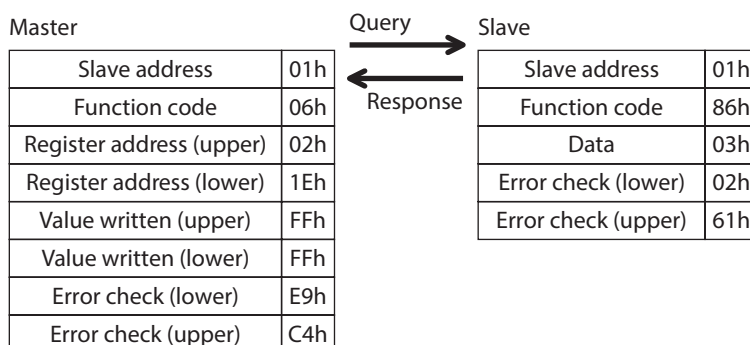 Master
Query
Slave
Response
Slave address 01h
Function code 06h
Register address (upper) 02h
Register address (lower) 1Eh
Value written (upper) FFh
Value written (lower) FFh
Error check (lower) E9h
Error check (upper) C4h
Slave address 01h
Function code 86h
Data 03h
Error check (lower) 02h
Error check (upper) 61h